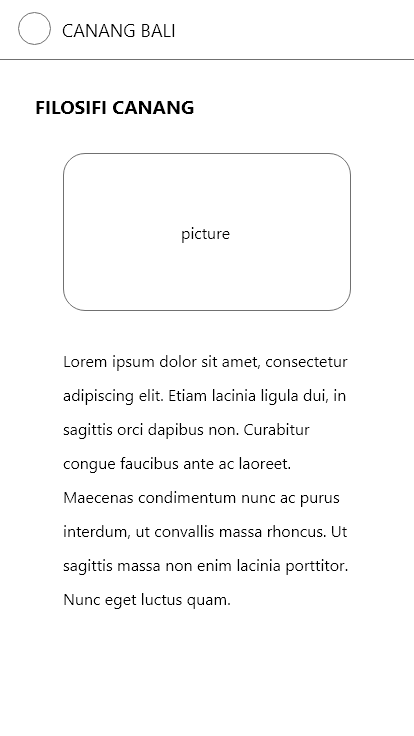 CANANG BALI
FILOSIFI CANANG
picture
Lorem ipsum dolor sit amet, consectetur
adipiscing elit. Etiam lacinia ligula dui, in
sagittis orci dapibus non. Curabitur
congue faucibus ante ac laoreet.
Maecenas condimentum nunc ac purus
interdum, ut convallis massa rhoncus. Ut
sagittis massa non enim lacinia porttitor.
Nunc eget luctus quam.